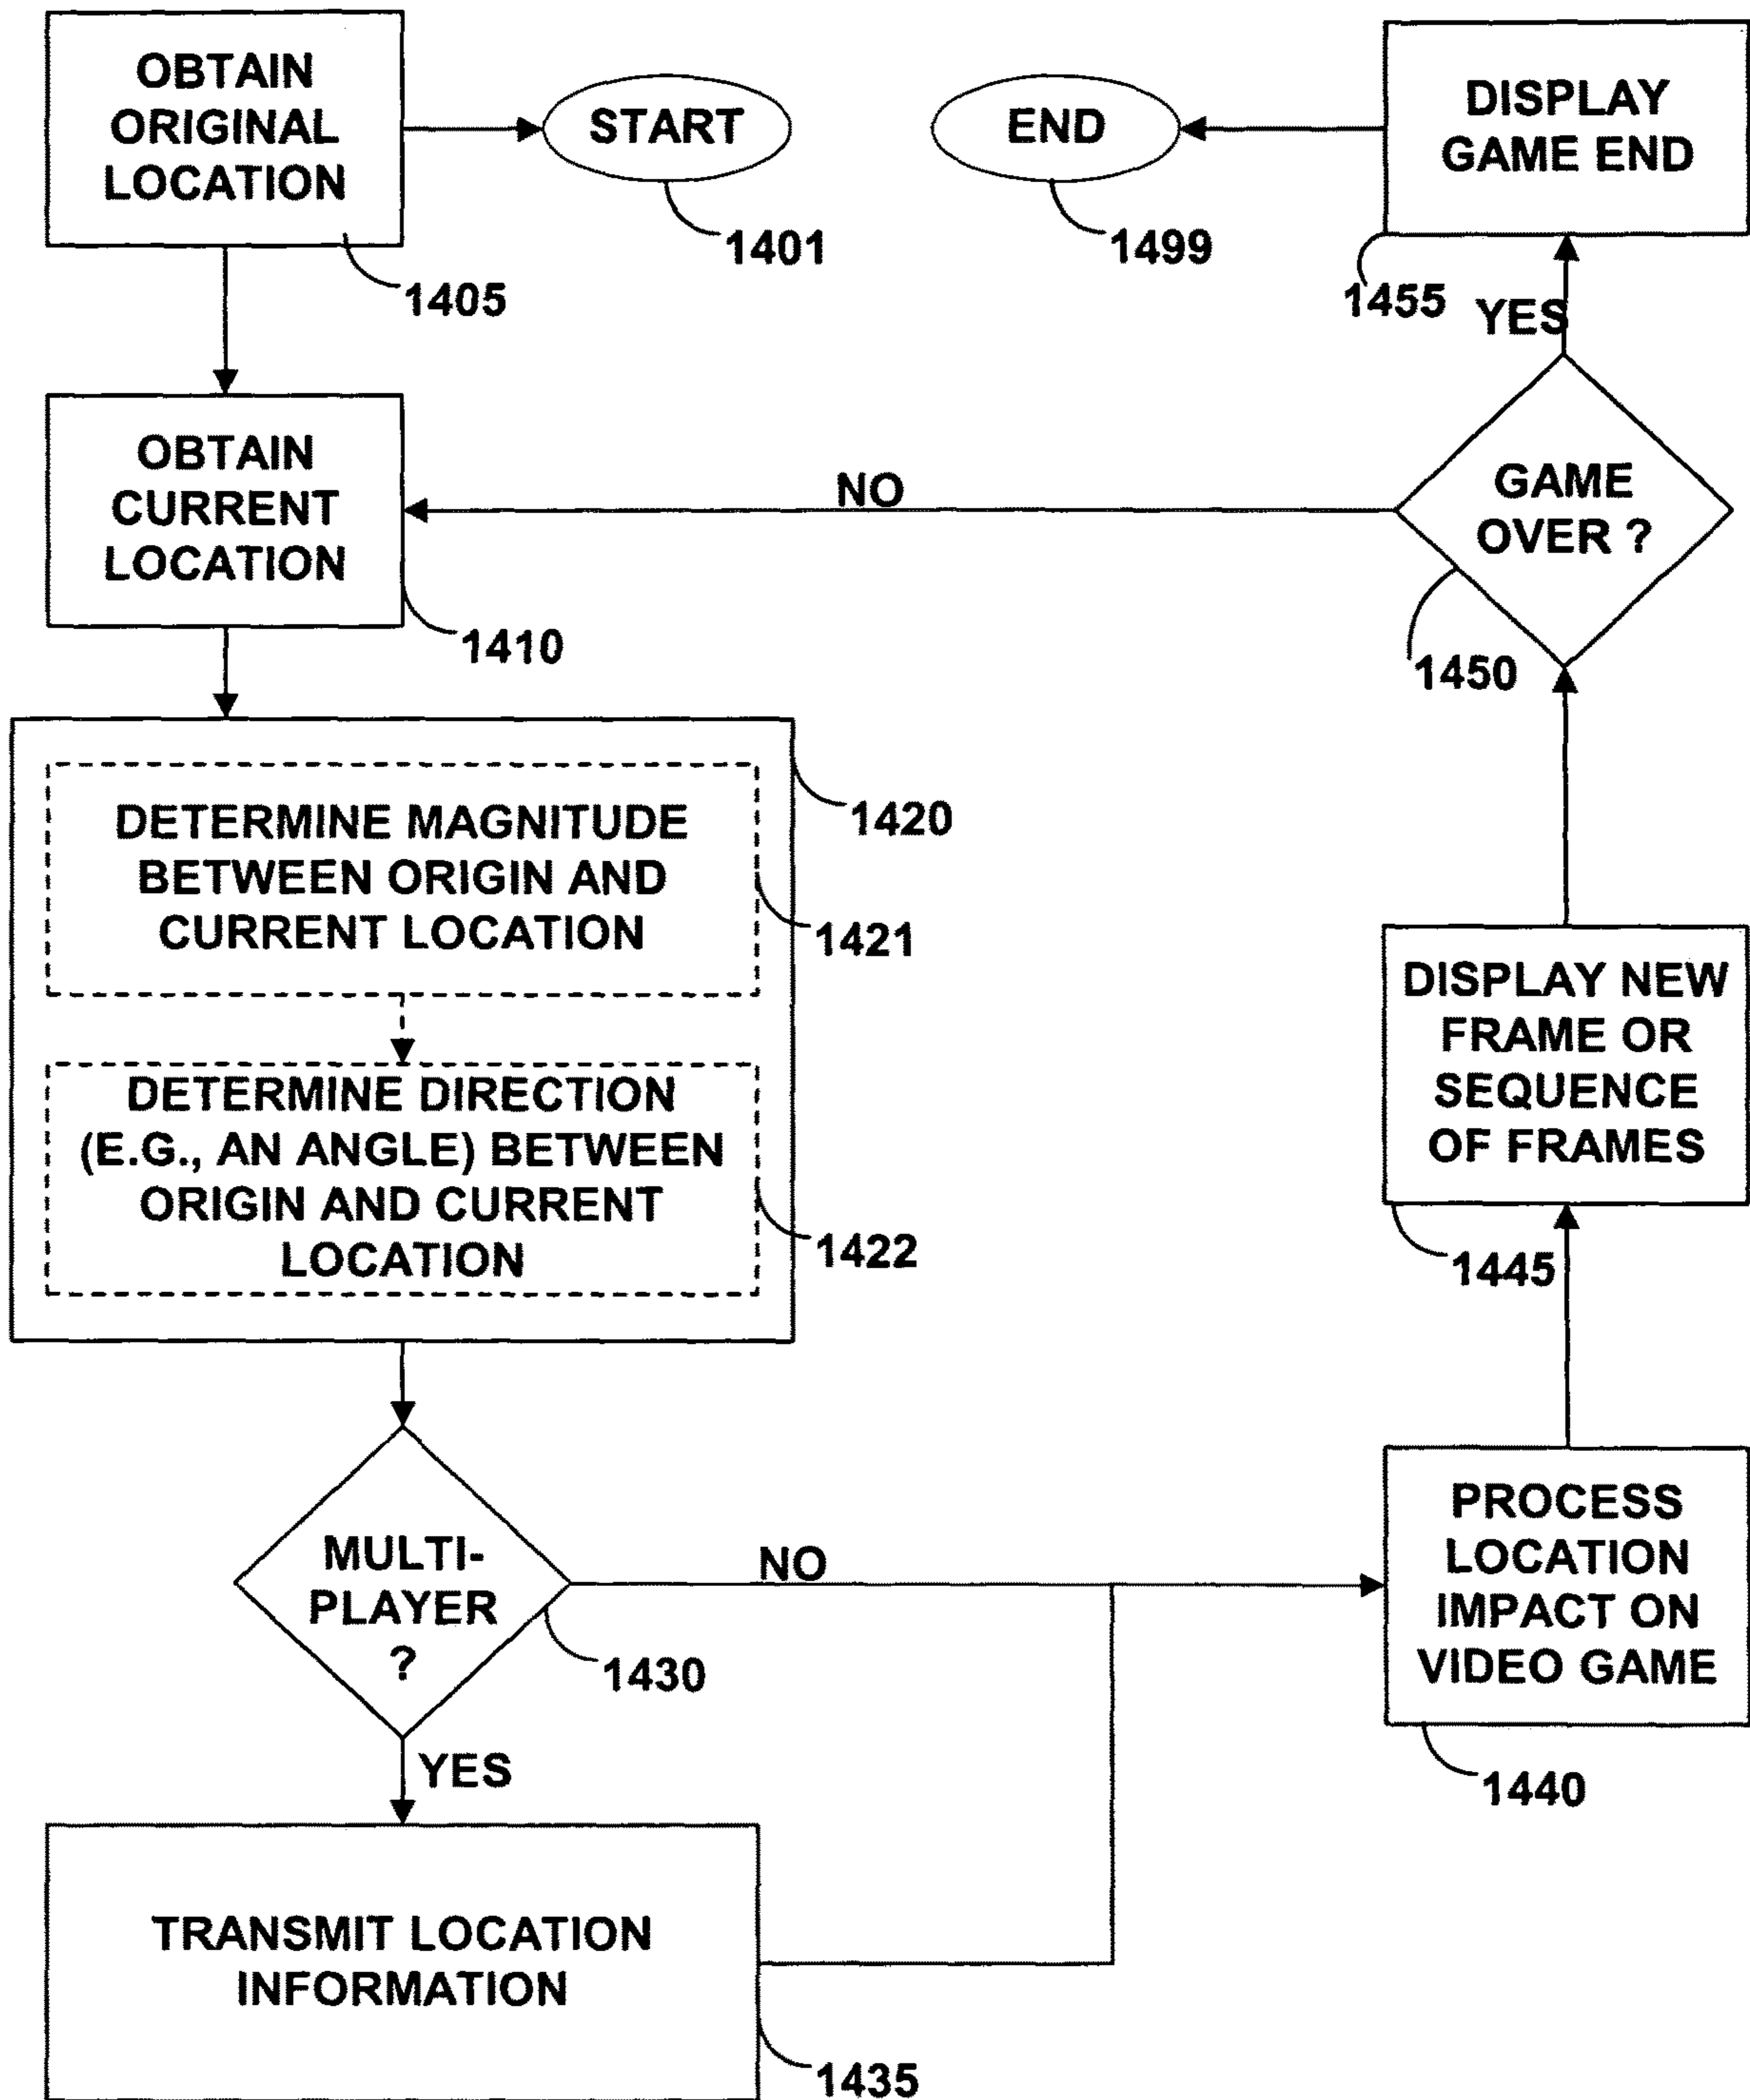 OBTAIN
ORIGINAL
LOCATION
1405
START
1401
END
1499
DISPLAY
GAME END
1455
YES
OBTAIN
CURRENT
LOCATION
1410
NO
GAME
OVER ?
1450
DETERMINE MAGNITUDE
BETWEEN ORIGIN AND
CURRENT LOCATION
1420
1421
DETERMINE DIRECTION
(E.G., AN ANGLE) BETWEEN
ORIGIN AND CURRENT
LOCATION
1422
DISPLAY NEW
FRAME OR
SEQUENCE
OF FRAMES
1445
MULTI-
PLAYER
?
1430
NO
YES
PROCESS
LOCATION
IMPACT ON
VIDEO GAME
1440
TRANSMIT LOCATION
INFORMATION
1435